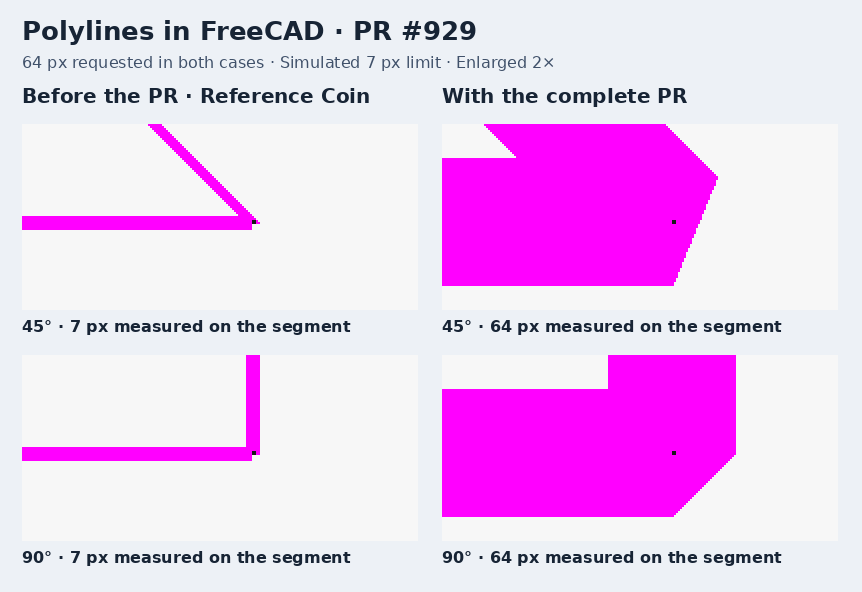 Polylines in FreeCAD · PR #929
64 px requested in both cases · Simulated 7 px limit · Enlarged 2×
Before the PR · Reference Coin
With the complete PR
45° · 7 px measured on the segment
45° · 64 px measured on the segment
90° · 7 px measured on the segment
90° · 64 px measured on the segment